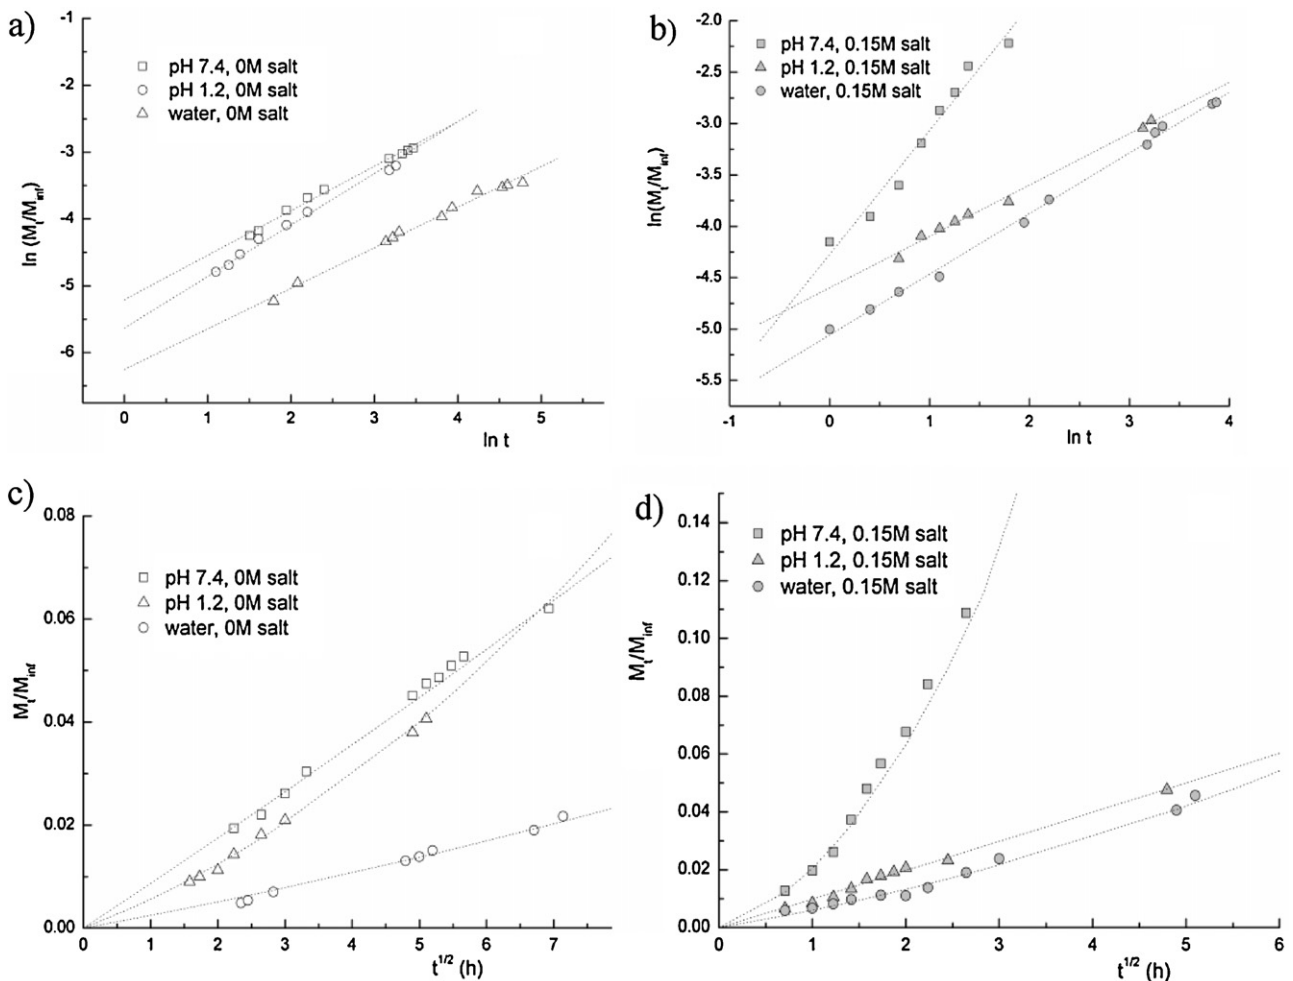 a)
-1
-2
-3
-4
-5
-6
ln (Mt/Minf)
pH 7.4, 0M salt
pH 1.2, 0M salt
water, 0M salt
0 1 2 3 4 5
ln t
b)
-2.0
-2.5
-3.0
-3.5
-4.0
-4.5
-5.0
-5.5
ln(Mt/Minf)
pH 7.4, 0.15M salt
pH 1.2, 0.15M salt
water, 0.15M salt
-1 0 1 2 3 4
ln t
c)
0.08
0.06
0.04
0.02
0.00
Mt/Minf
pH 7.4, 0M salt
pH 1.2, 0M salt
water, 0M salt
0 1 2 3 4 5 6 7
t1/2 (h)
d)
0.14
0.12
0.10
0.08
0.06
0.04
0.02
0.00
Mt/Minf
pH 7.4, 0.15M salt
pH 1.2, 0.15M salt
water, 0.15M salt
0 1 2 3 4 5 6
t1/2 (h)